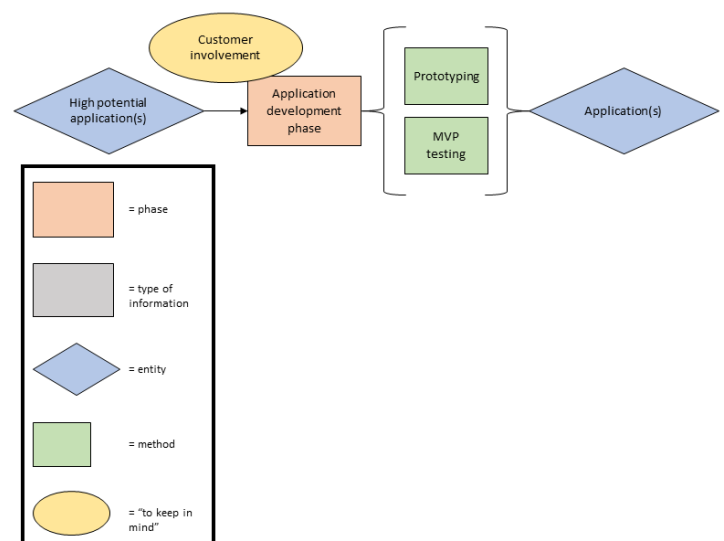 Customer
involvement
High potential
application(s)
Application
development
phase
Prototyping
MVP
testing
Application(s)
= phase
= type of
information
= entity
= method
= “to keep in
mind”